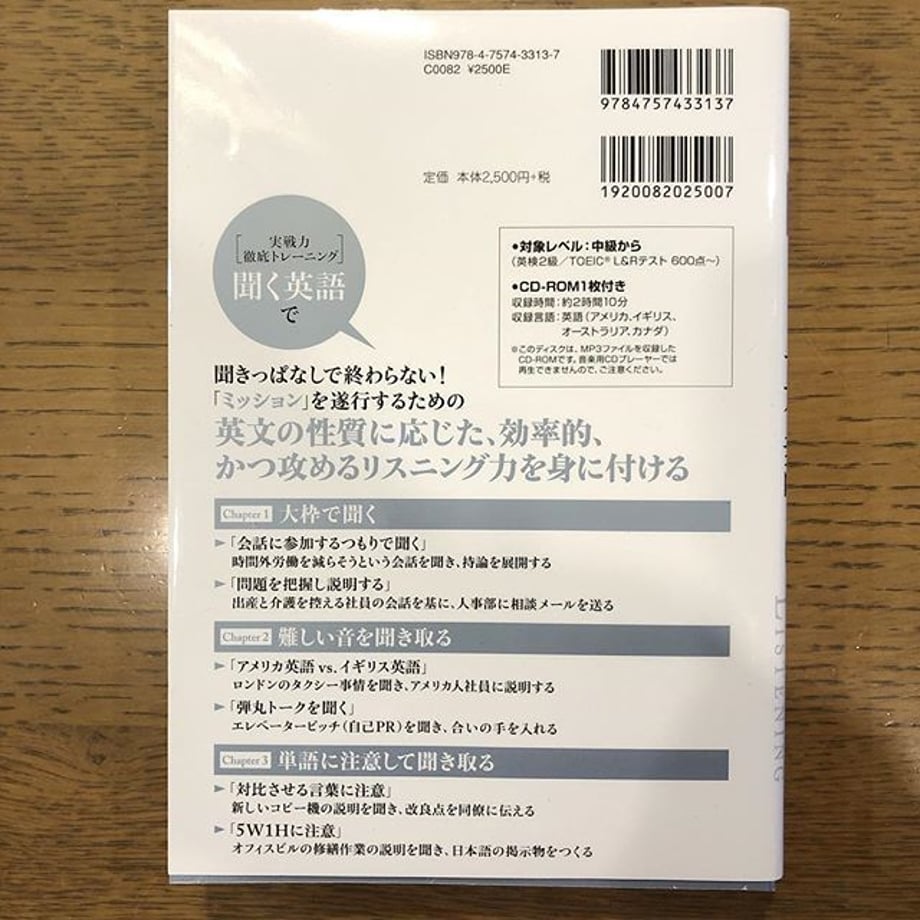 ISBN978-4-7574-3313-7
C0082 ¥2500E
9784757433137
定価 本体2,500円+税
1920082025007
実戦力
徹底トレーニング
聞く英語
で
•対象レベル：中級から
(英検2級／TOEIC® L&Rテスト 600点〜)
•CD-ROM1枚付き
収録時間：約2時間10分
収録言語：英語（アメリカ、イギリス、
オーストラリア、カナダ）
※このディスクは、MP3ファイルを収録した
CD-ROMです。音楽用CDプレーヤーでは
再生できませんので、ご注意ください。
聞きっぱなしで終わらない！
「ミッション」を遂行するための
英文の性質に応じた、効率的、
かつ攻めるリスニング力を身に付ける
Chapter 1 大枠で聞く
►「会話に参加するつもりで聞く」
時間外労働を減らそうという会話を聞き、持論を展開する
►「問題を把握し説明する」
出産と介護を控える社員の会話を基に、人事部に相談メールを送る
Chapter 2 難しい音を聞き取る
►「アメリカ英語 vs. イギリス英語」
ロンドンのタクシー事情を聞き、アメリカ人社員に説明する
►「弾丸トークを聞く」
エレベーターピッチ（自己PR）を聞き、合いの手を入れる
Chapter 3 単語に注意して聞き取る
►「対比させる言葉に注意」
新しいコピー機の説明を聞き、改良点を同僚に伝える
►「5W1Hに注意」
オフィスビルの修繕作業の説明を聞き、日本語の掲示物をつくる
LISTENING